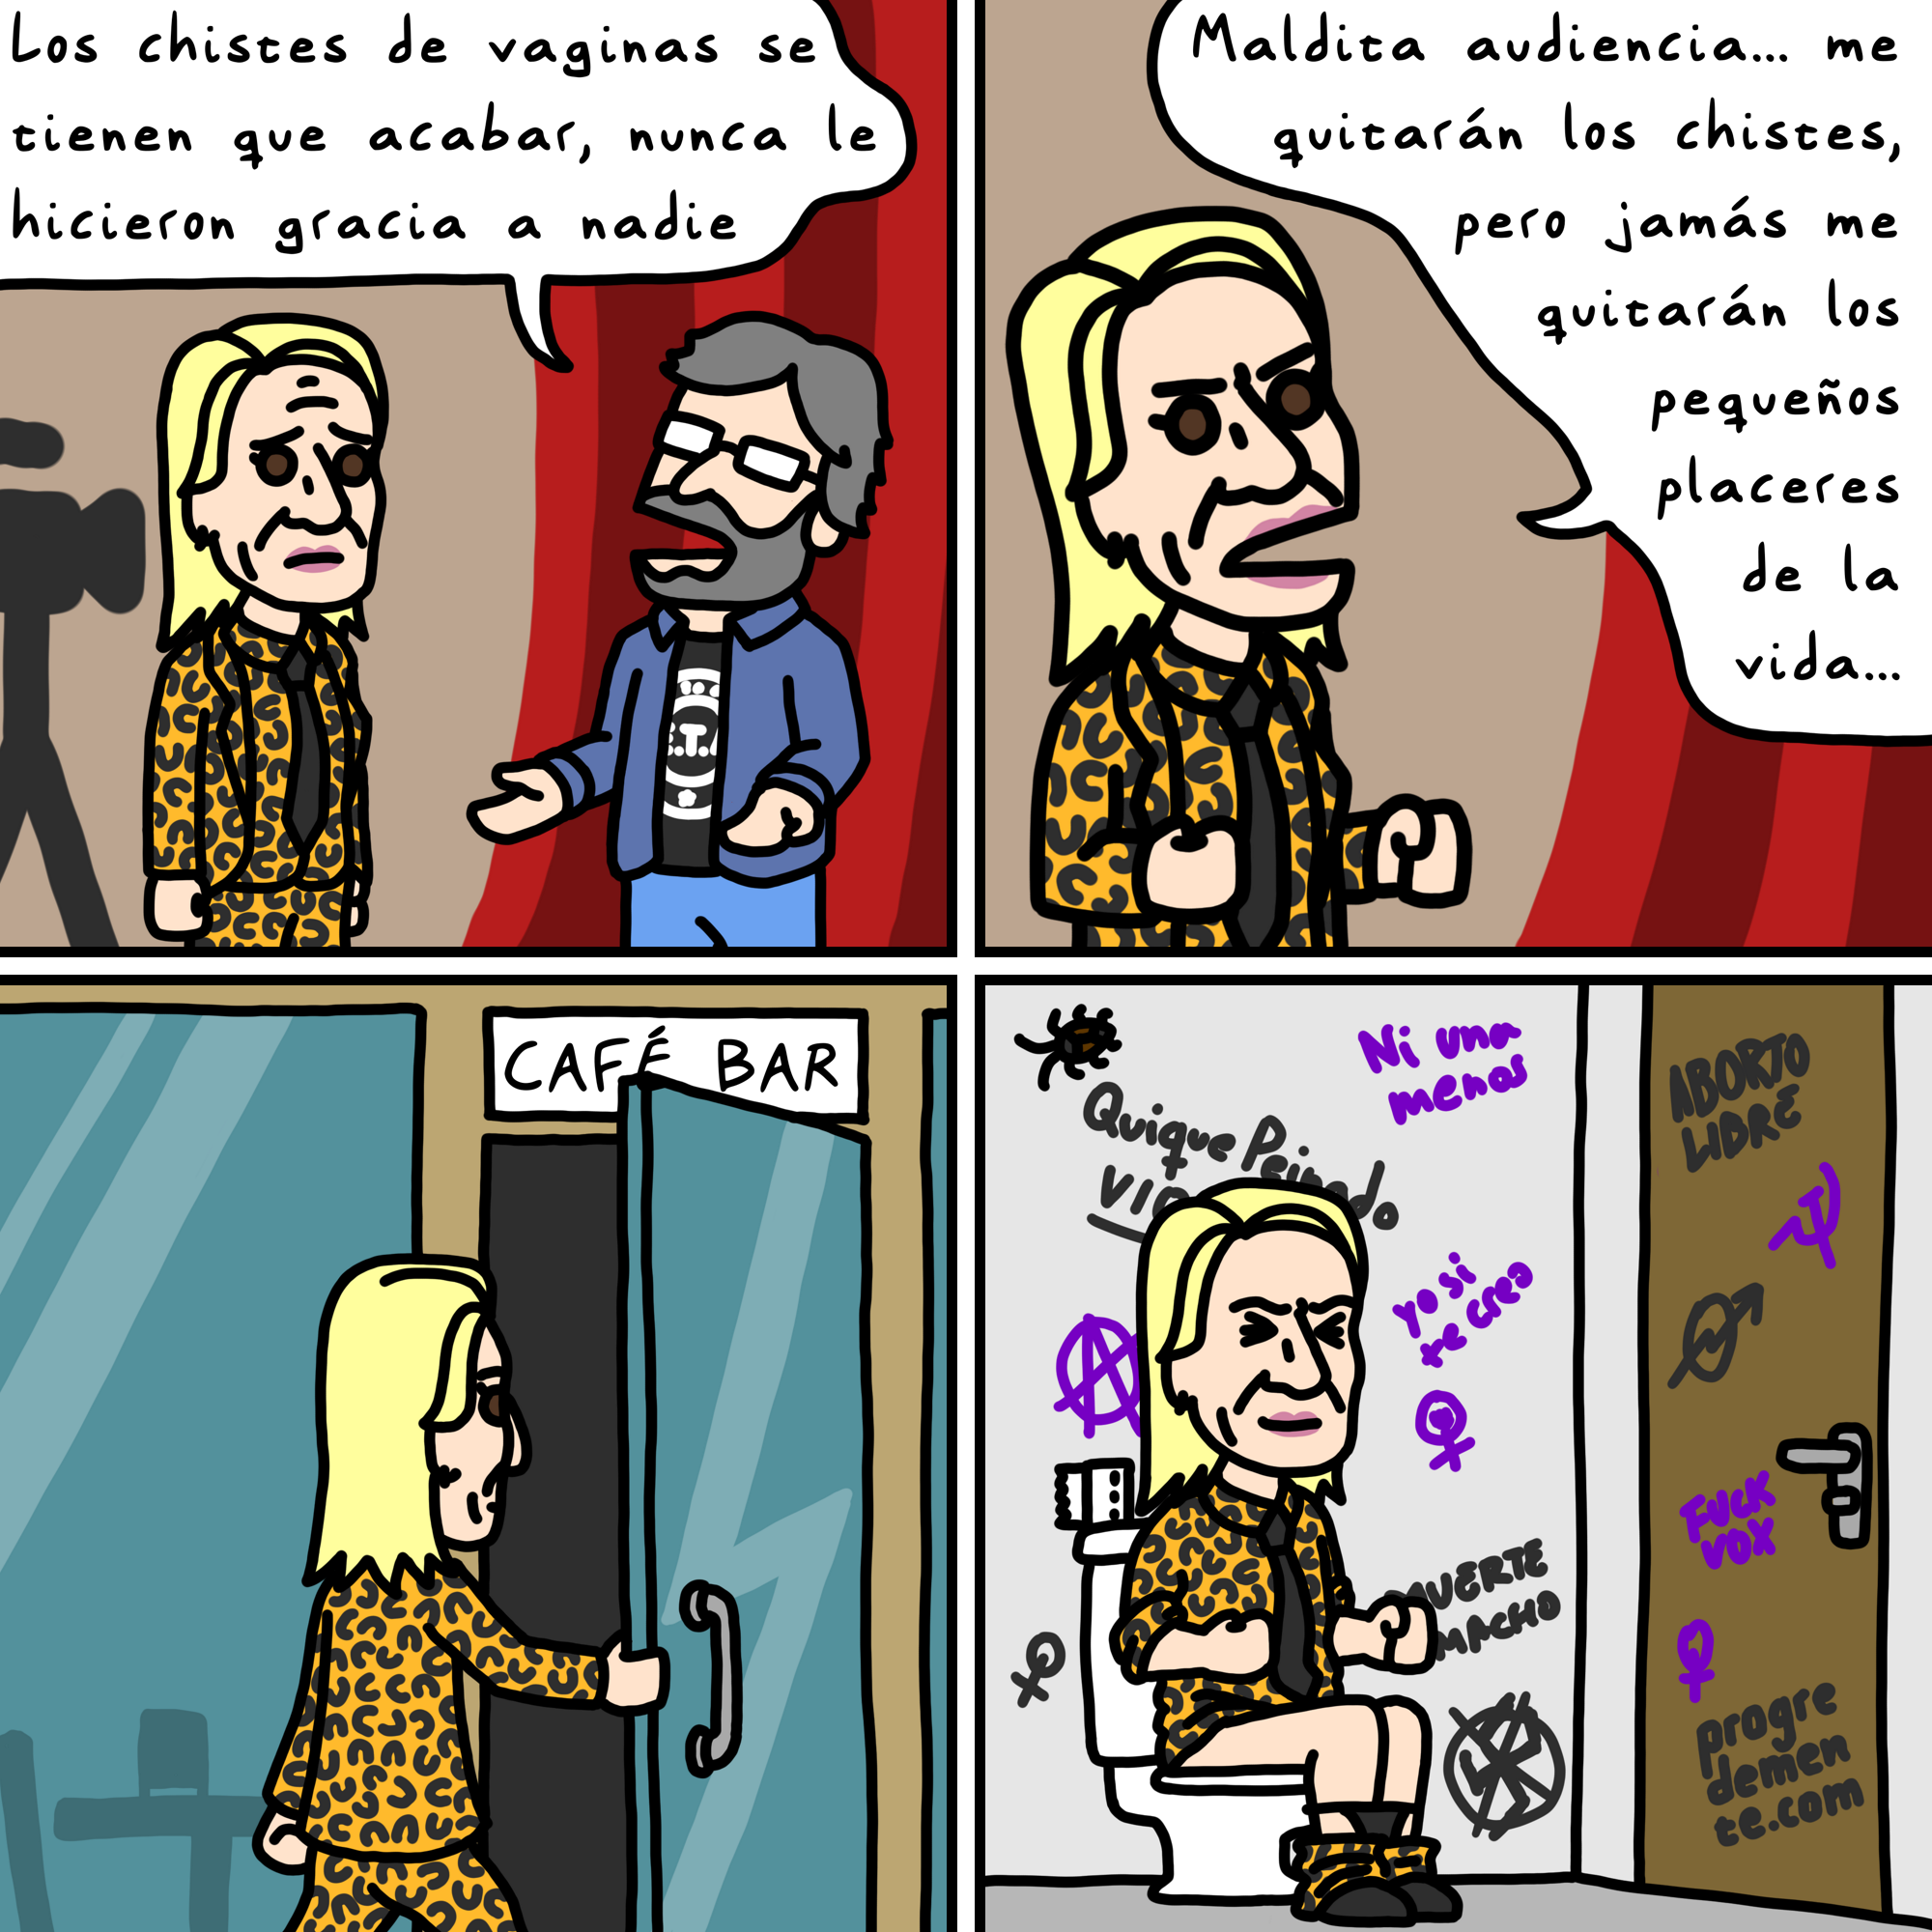 Los chistes de vaginas se
tienen que acabar, nunca le
hicieron gracia a nadie
.T.
Maldita audiencia... me
quitarán los chistes,
pero jamás me
quitarán los
pequeños
placeres
de la
vida...
CAFÉ BAR
Ni una
menos
Quique Peinado
ABORTO
LIBRE
Yo si
te creo
Fuck
vox
progre
demen
te.com